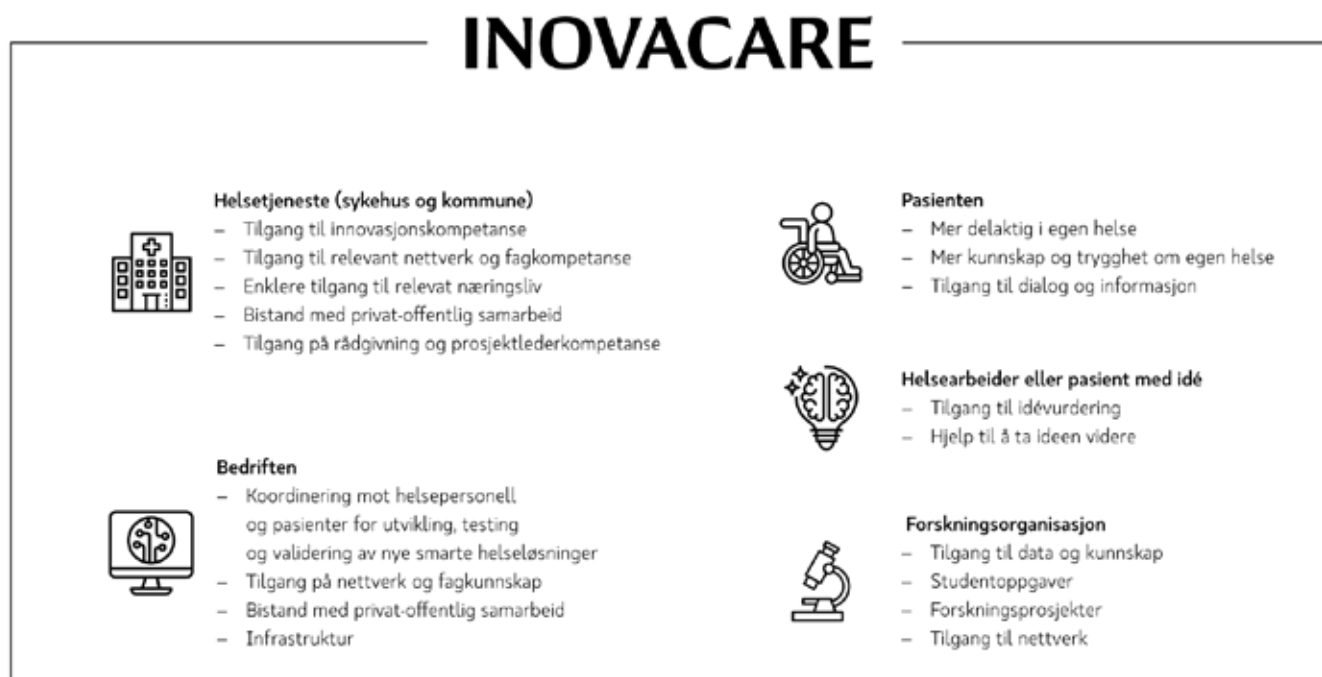 INOVACARE
Helsetjeneste (sykehus og kommune)
– Tilgang til innovasjonskompetanse
– Tilgang til relevant nettverk og fagkompetanse
– Enklere tilgang til relevat næringsliv
– Bistand med privat-offentlig samarbeid
– Tilgang på rådgivning og prosjektlederkompetanse
Bedriften
– Koordinering mot helsepersonell
og pasienter for utvikling, testing
og validering av nye smarte helseløsninger
– Tilgang på nettverk og fagkunnskap
– Bistand med privat-offentlig samarbeid
– Infrastruktur
Pasienten
– Mer delaktig i egen helse
– Mer kunnskap og trygghet om egen helse
– Tilgang til dialog og informasjon
Helsearbeider eller pasient med idé
– Tilgang til idévurdering
– Hjelp til å ta ideen videre
Forskningsorganisasjon
– Tilgang til data og kunnskap
– Studentoppgaver
– Forskningsprosjekter
– Tilgang til nettverk